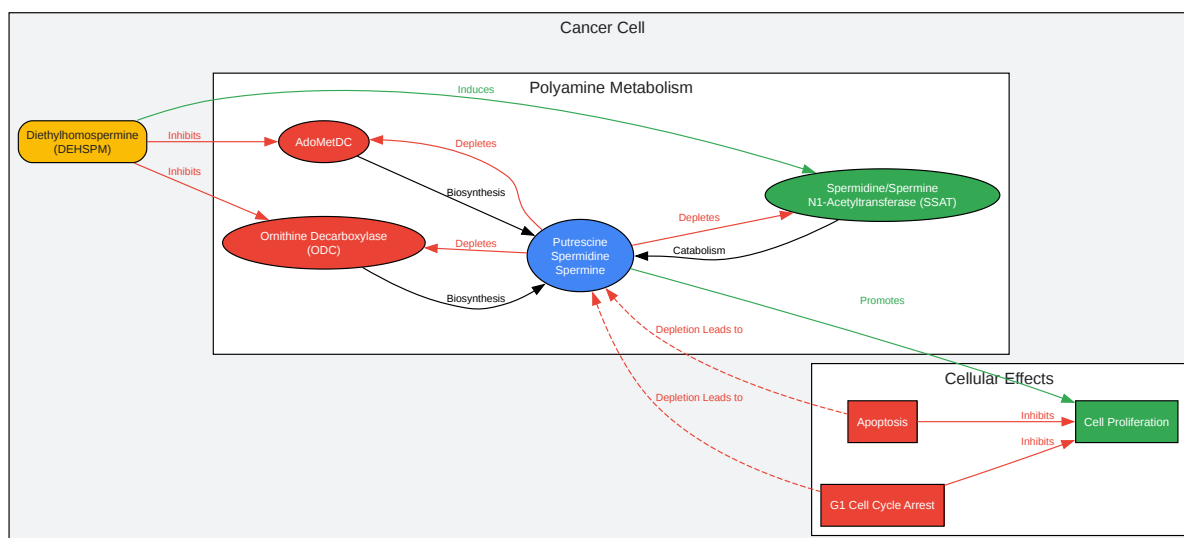 Cancer Cell
Polyamine Metabolism
Induces
Diethylhomospermine
(DEHSPM)
Inhibits
AdoMetDC
Depletes
Inhibits
Biosynthesis
Spermidine/Spermine
N1-Acetyltransferase (SSAT)
Depletes
Ornithine Decarboxylase
(ODC)
Depletes
Putrescine
Spermidine
Spermine
Catabolism
Biosynthesis
Promotes
Depletion Leads to
Cellular Effects
Depletion Leads to
Apoptosis
Inhibits
Cell Proliferation
Inhibits
G1 Cell Cycle Arrest